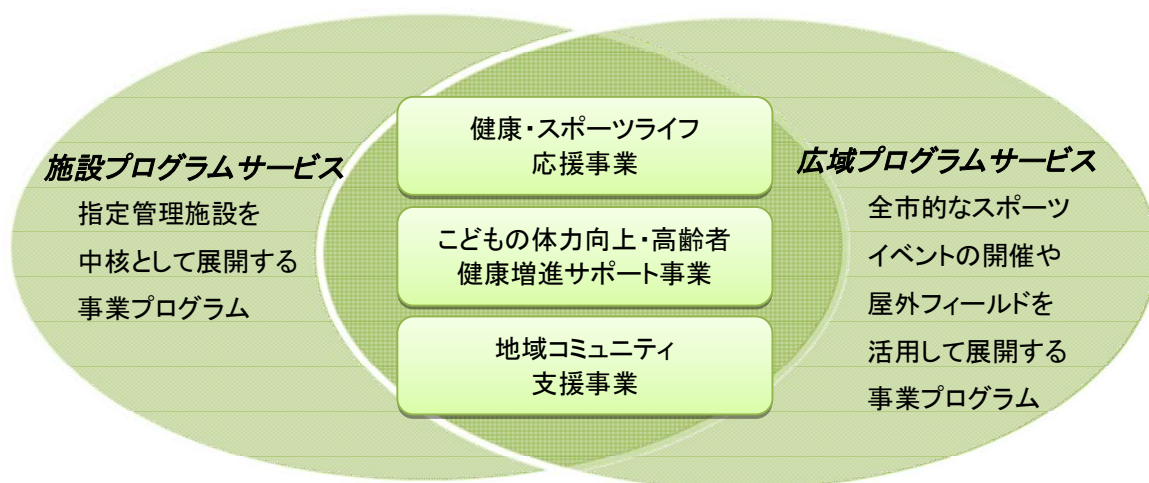 施設プログラムサービス
指定管理施設を
中核として展開する
事業プログラム
健康・スポーツライフ
応援事業
こどもの体力向上・高齢者
健康増進サポート事業
地域コミュニティ
支援事業
広域プログラムサービス
全市的なスポーツ
イベントの開催や
屋外フィールドを
活用して展開する
事業プログラム